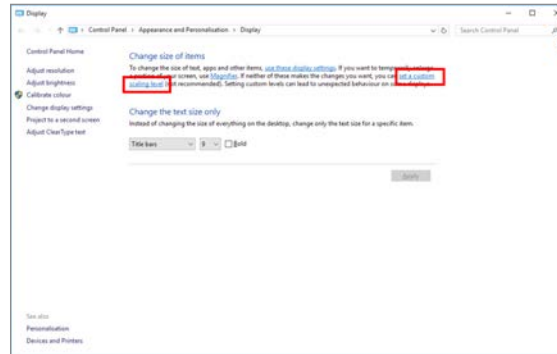 Display
Control Panel › Appearance and Personalisation › Display
Search Control Panel
Control Panel Home
Adjust resolution
Adjust brightness
Calibrate colour
Change display settings
Project to a second screen
Adjust ClearType text
Change size of items
To change the size of text, apps and other items, use these display settings. If you want to temporarily enlarge
a portion of your screen, use Magnifier. If neither of these makes the changes you want, you can set a custom
scaling level (not recommended). Setting custom levels can lead to unexpected behaviour on some displays.
Change the text size only
Instead of changing the size of everything on the desktop, change only the text size for a specific item.
Title bars 9 Bold
Apply
See also
Personalisation
Devices and Printers